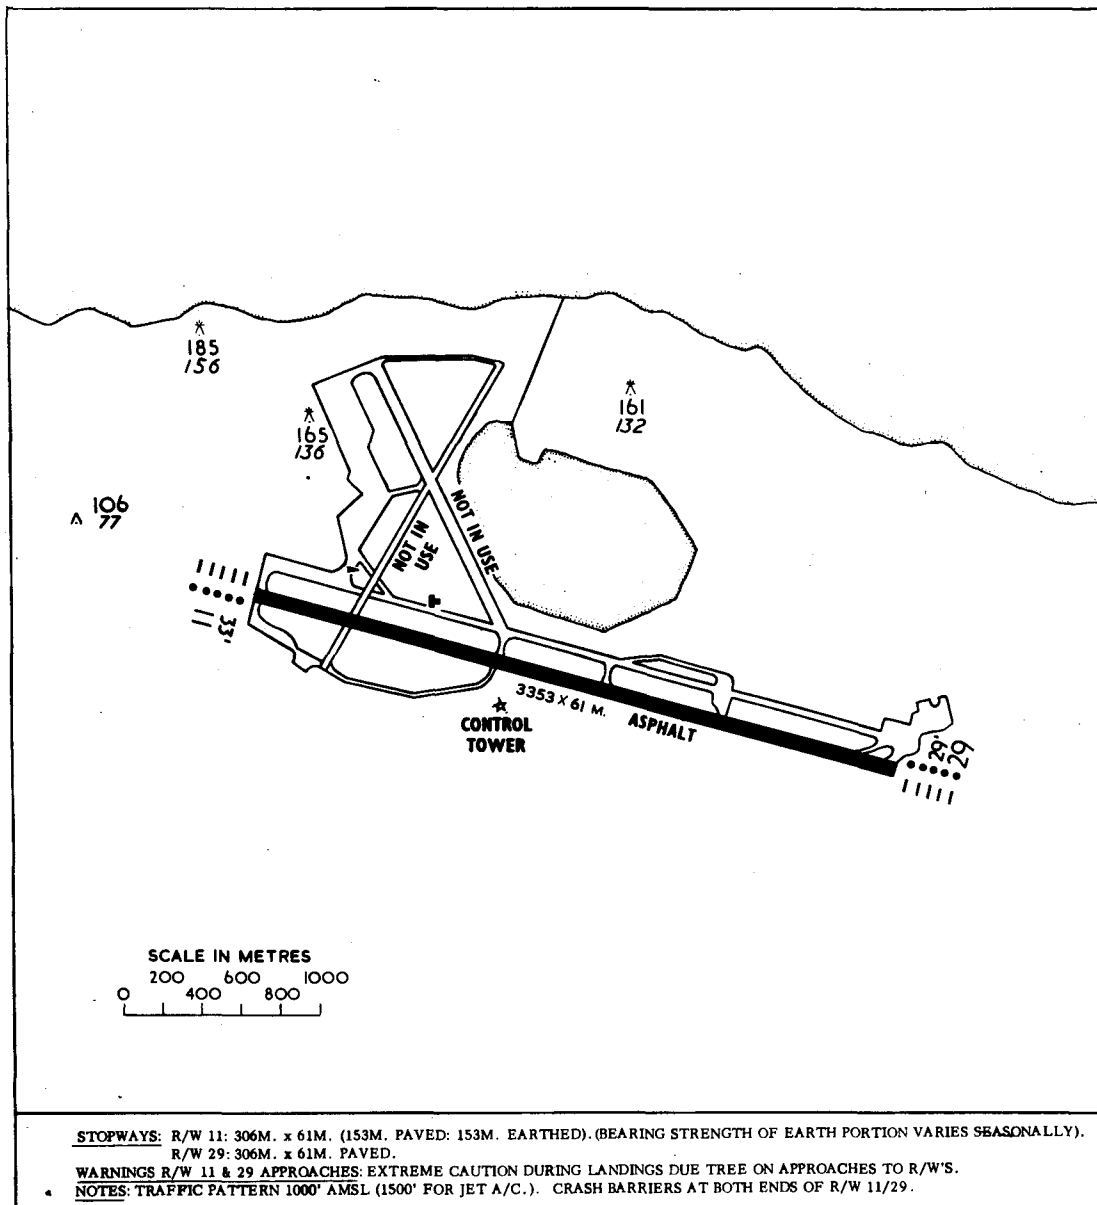 185
156
165
136
161
132
106
77
NOT IN
USE
NOT IN USE
11
33'
3353 X 61 M.
ASPHALT
CONTROL
TOWER
29'
29
SCALE IN METRES
200 600 1000
0 400 800
STOPWAYS: R/W 11: 306M. x 61M. (153M. PAVED: 153M. EARTHED). (BEARING STRENGTH OF EARTH PORTION VARIES SEASONALLY).
R/W 29: 306M. x 61M. PAVED.
WARNINGS R/W 11 & 29 APPROACHES: EXTREME CAUTION DURING LANDINGS DUE TREE ON APPROACHES TO R/W'S.
NOTES: TRAFFIC PATTERN 1000' AMSL (1500' FOR JET A/C.). CRASH BARRIERS AT BOTH ENDS OF R/W 11/29.